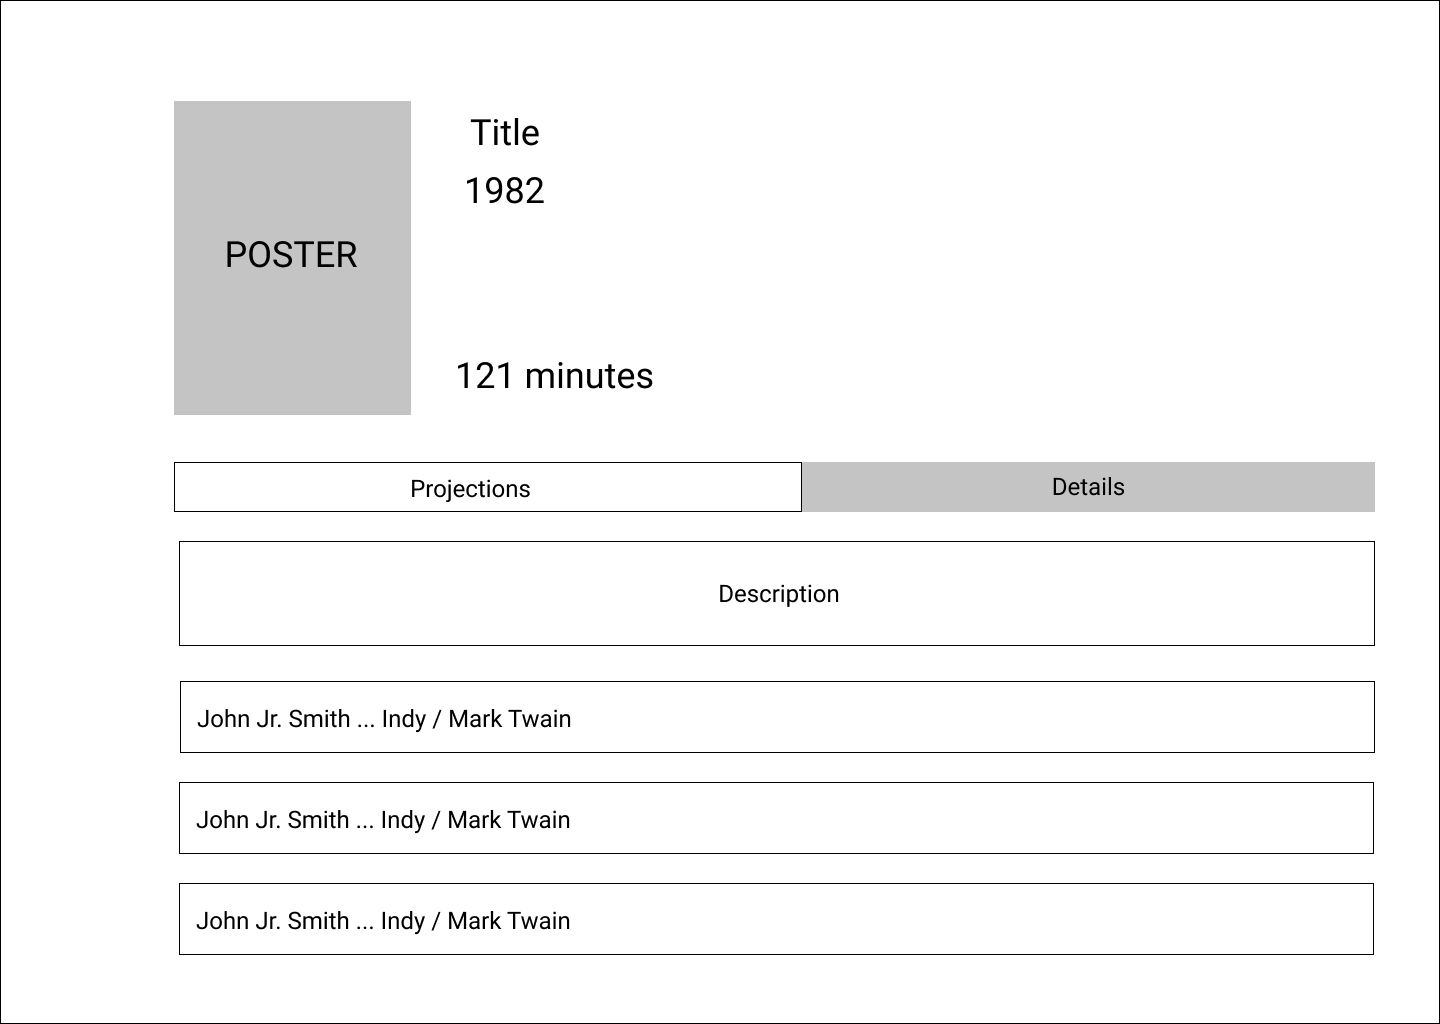 Title
1982
POSTER
121 minutes
Projections
Details
Description
John Jr. Smith ... Indy / Mark Twain
John Jr. Smith ... Indy / Mark Twain
John Jr. Smith ... Indy / Mark Twain